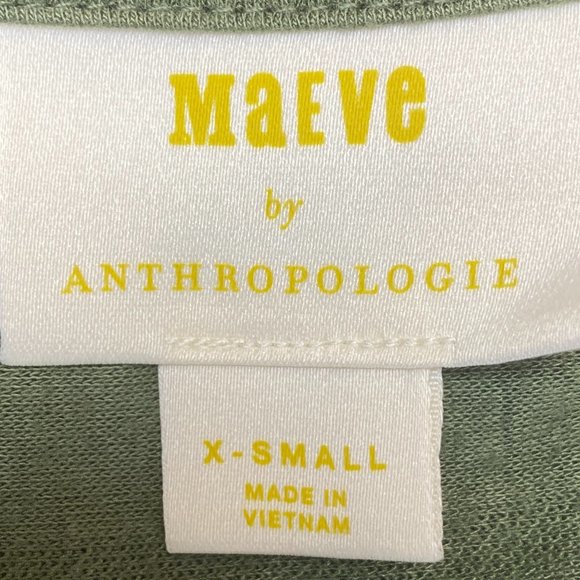 MaEVe
by
ANTHROPOLOGIE
X-SMALL
MADE IN
VIETNAM